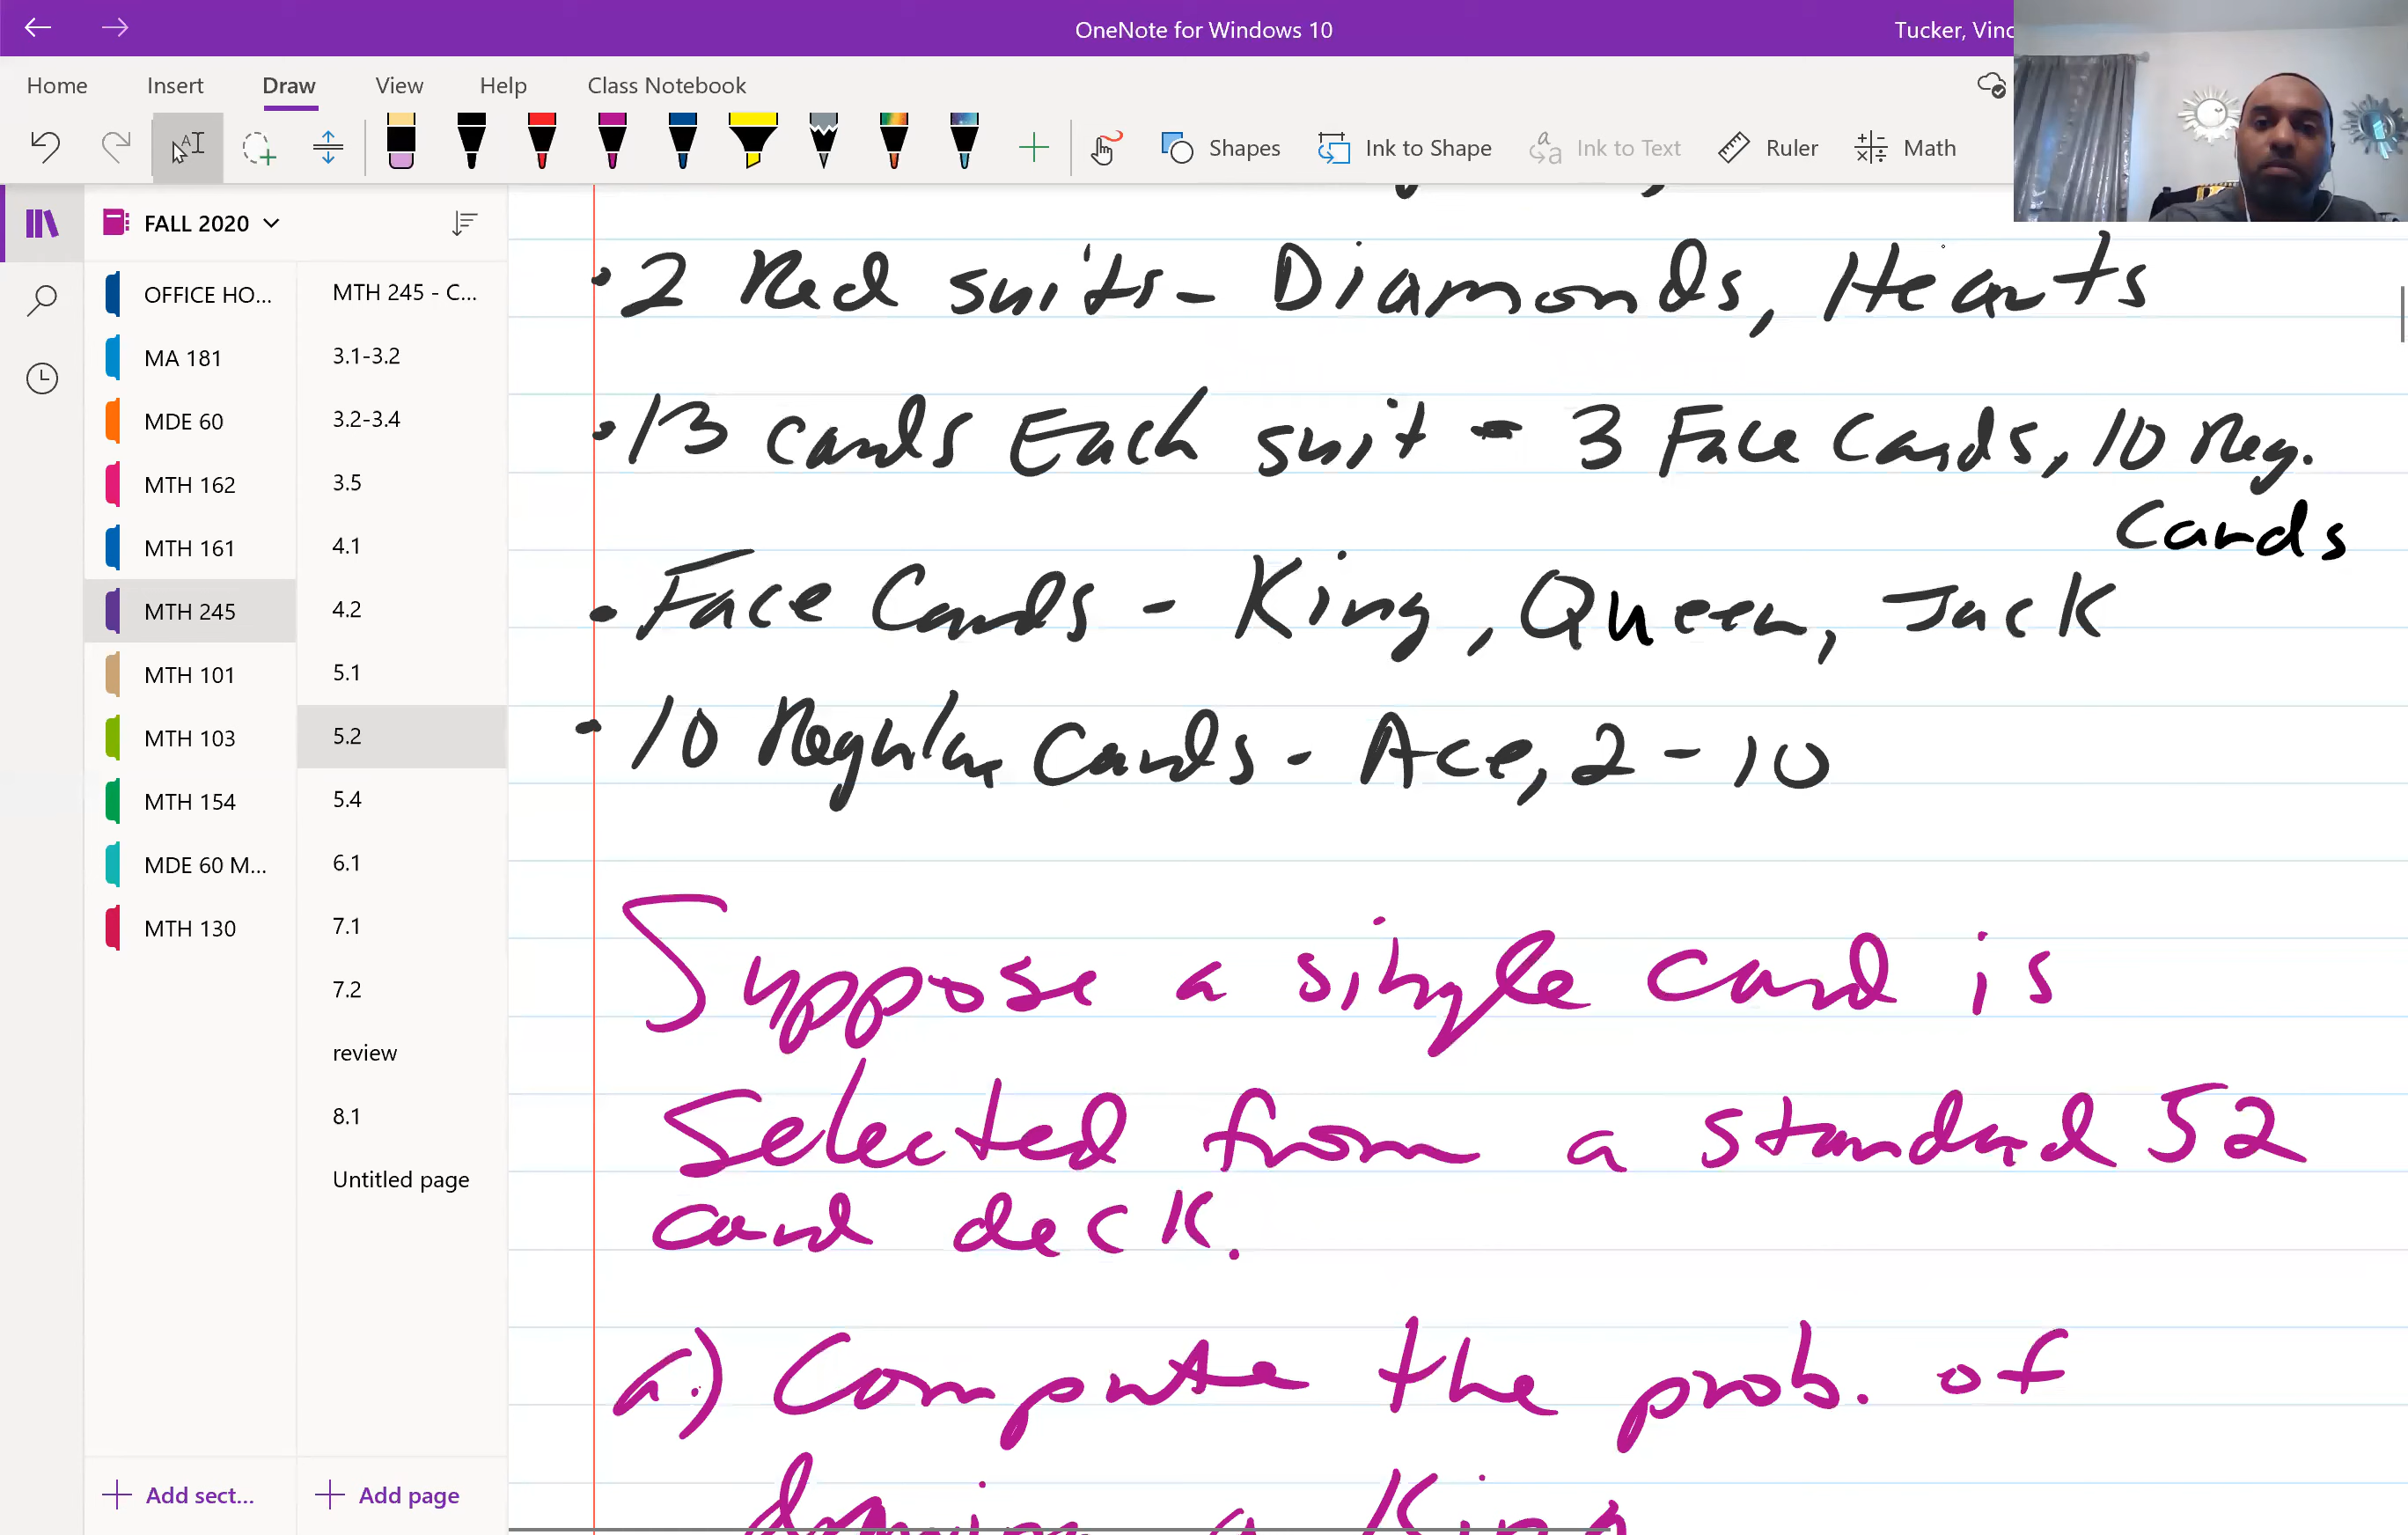 OneNote for Windows 10
Tucker, Vinc
Home Insert Draw View Help Class Notebook
Shapes Ink to Shape Ink to Text Ruler Math
FALL 2020
OFFICE HO...
MA 181
MDE 60
MTH 162
MTH 161
MTH 245
MTH 101
MTH 103
MTH 154
MDE 60 M...
MTH 130
Add sect...
MTH 245 - C...
3.1-3.2
3.2-3.4
3.5
4.1
4.2
5.1
5.2
5.4
6.1
7.1
7.2
review
8.1
Untitled page
Add page
• 2 Red suits - Diamonds, Hearts
• 13 cards Each suit - 3 Face Cards, 10 Reg.
Cards
• Face Cards - King, Queen, Jack
• 10 Regular Cards - Ace, 2 - 10
Suppose a single card is
Selected from a standard 52
card deck.
a.) Compute the prob. of
drawing a King